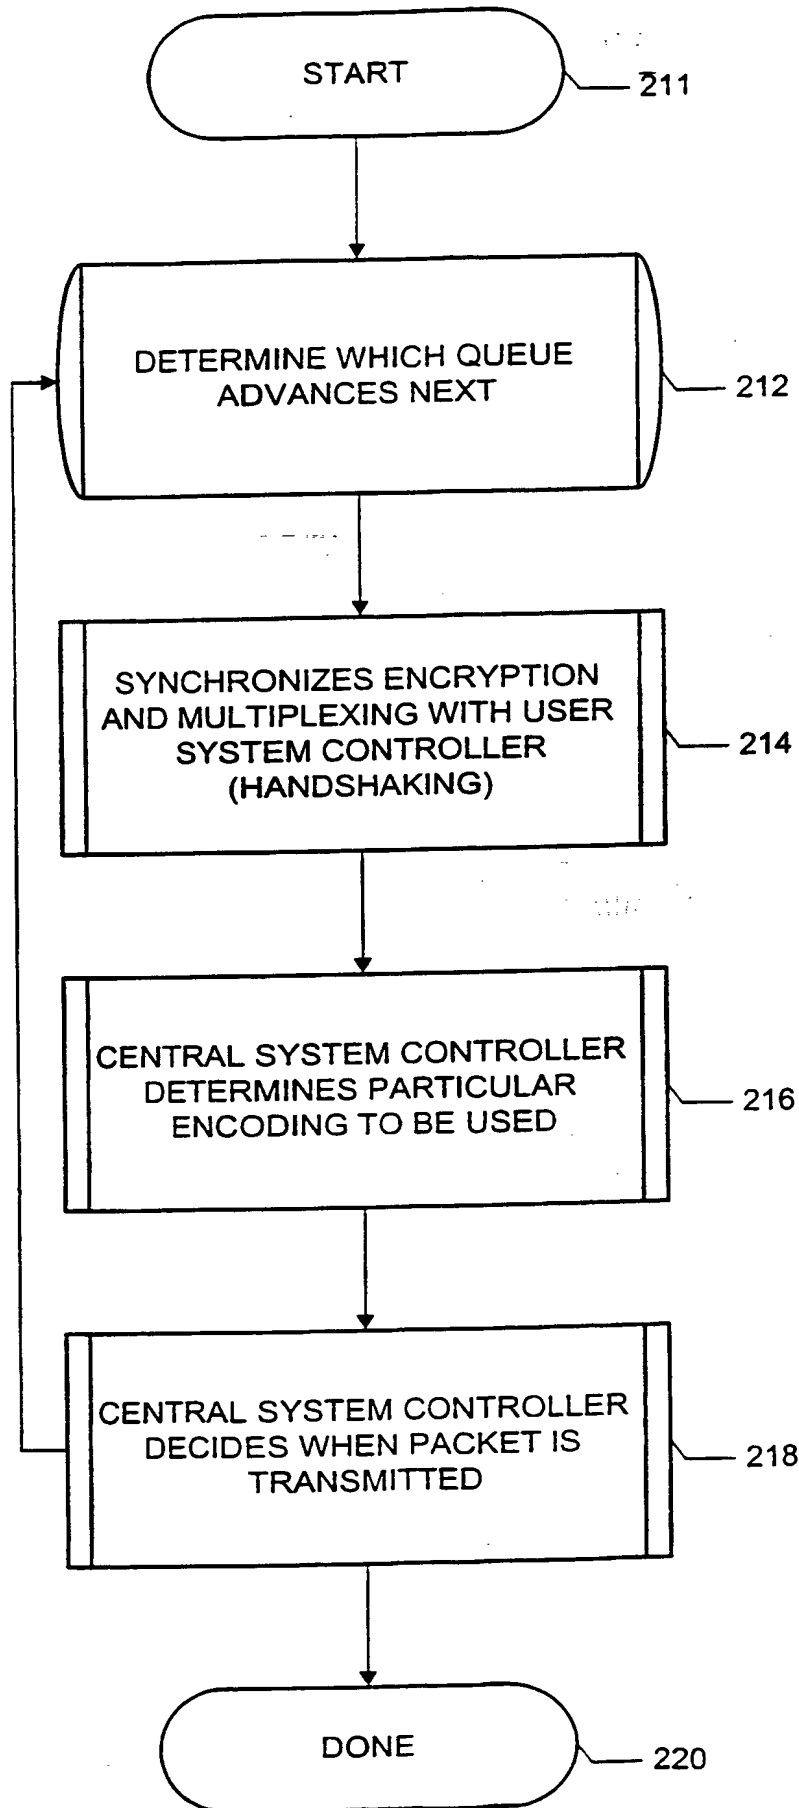 START
211
DETERMINE WHICH QUEUE
ADVANCES NEXT
212
SYNCHRONIZES ENCRYPTION
AND MULTIPLEXING WITH USER
SYSTEM CONTROLLER
(HANDSHAKING)
214
CENTRAL SYSTEM CONTROLLER
DETERMINES PARTICULAR
ENCODING TO BE USED
216
CENTRAL SYSTEM CONTROLLER
DECIDES WHEN PACKET IS
TRANSMITTED
218
DONE
220